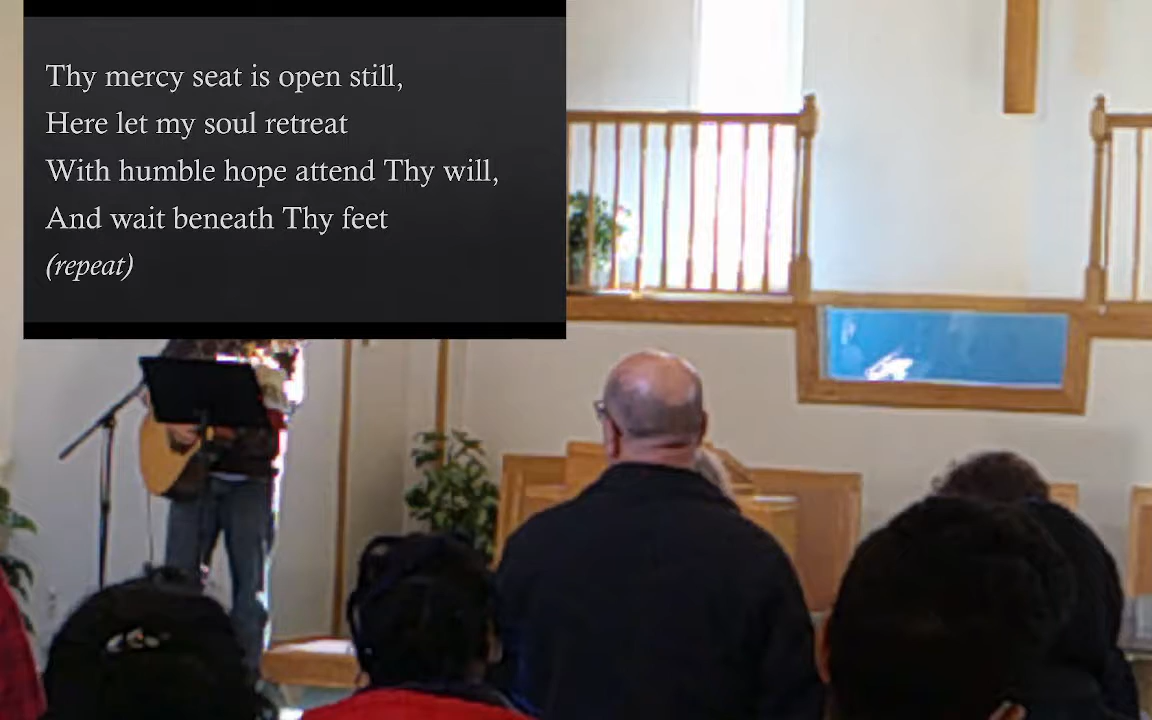 Thy mercy seat is open still,
Here let my soul retreat
With humble hope attend Thy will,
And wait beneath Thy feet
(repeat)